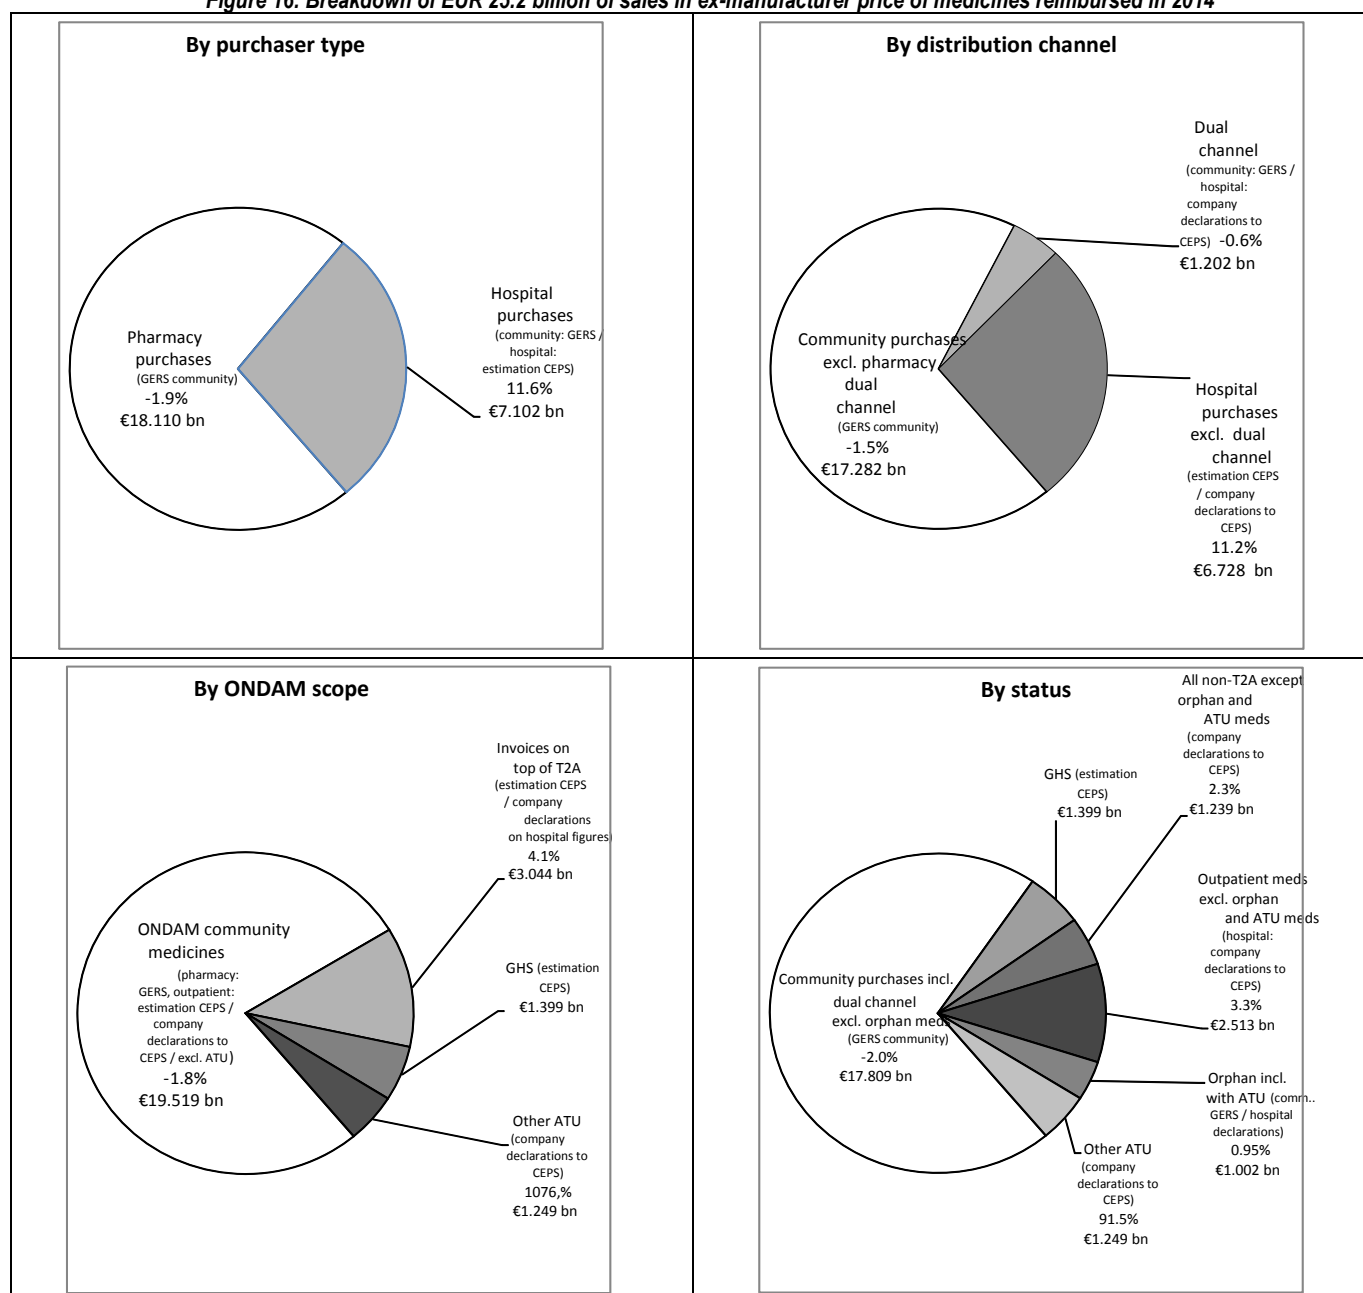 Figure 16: Breakdown of EUR 25.2 billion of sales in ex-manufacturer price of medicines reimbursed in 2014
By purchaser type
Pharmacy
purchases
(GERS community)
-1.9%
€18.110 bn
Hospital
purchases
(community: GERS /
hospital:
estimation CEPS)
11.6%
€7.102 bn
By distribution channel
Dual
channel
(community: GERS /
hospital:
company
declarations to
CEPS) -0.6%
€1.202 bn
Community purchases
excl. pharmacy
dual
channel
(GERS community)
-1.5%
€17.282 bn
Hospital
purchases
excl. dual
channel
(estimation CEPS
/ company
declarations to
CEPS)
11.2%
€6.728 bn
By ONDAM scope
Invoices on
top of T2A
(estimation CEPS
/ company
declarations
on hospital figures)
4.1%
€3.044 bn
ONDAM community
medicines
(pharmacy:
GERS, outpatient:
estimation CEPS /
company
declarations to
CEPS / excl. ATU)
-1.8%
€19.519 bn
GHS (estimation
CEPS)
€1.399 bn
Other ATU
(company
declarations to
CEPS)
1076,%
€1.249 bn
By status
All non-T2A except
orphan and
ATU meds
(company
declarations to
CEPS)
2.3%
€1.239 bn
GHS (estimation
CEPS)
€1.399 bn
Outpatient meds
excl. orphan
and ATU meds
(hospital:
company
declarations to
CEPS)
3.3%
€2.513 bn
Community purchases incl.
dual channel
excl. orphan meds
(GERS community)
-2.0%
€17.809 bn
Orphan incl.
with ATU (comm..
GERS / hospital
declarations)
0.95%
€1.002 bn
Other ATU
(company
declarations to
CEPS)
91.5%
€1.249 bn